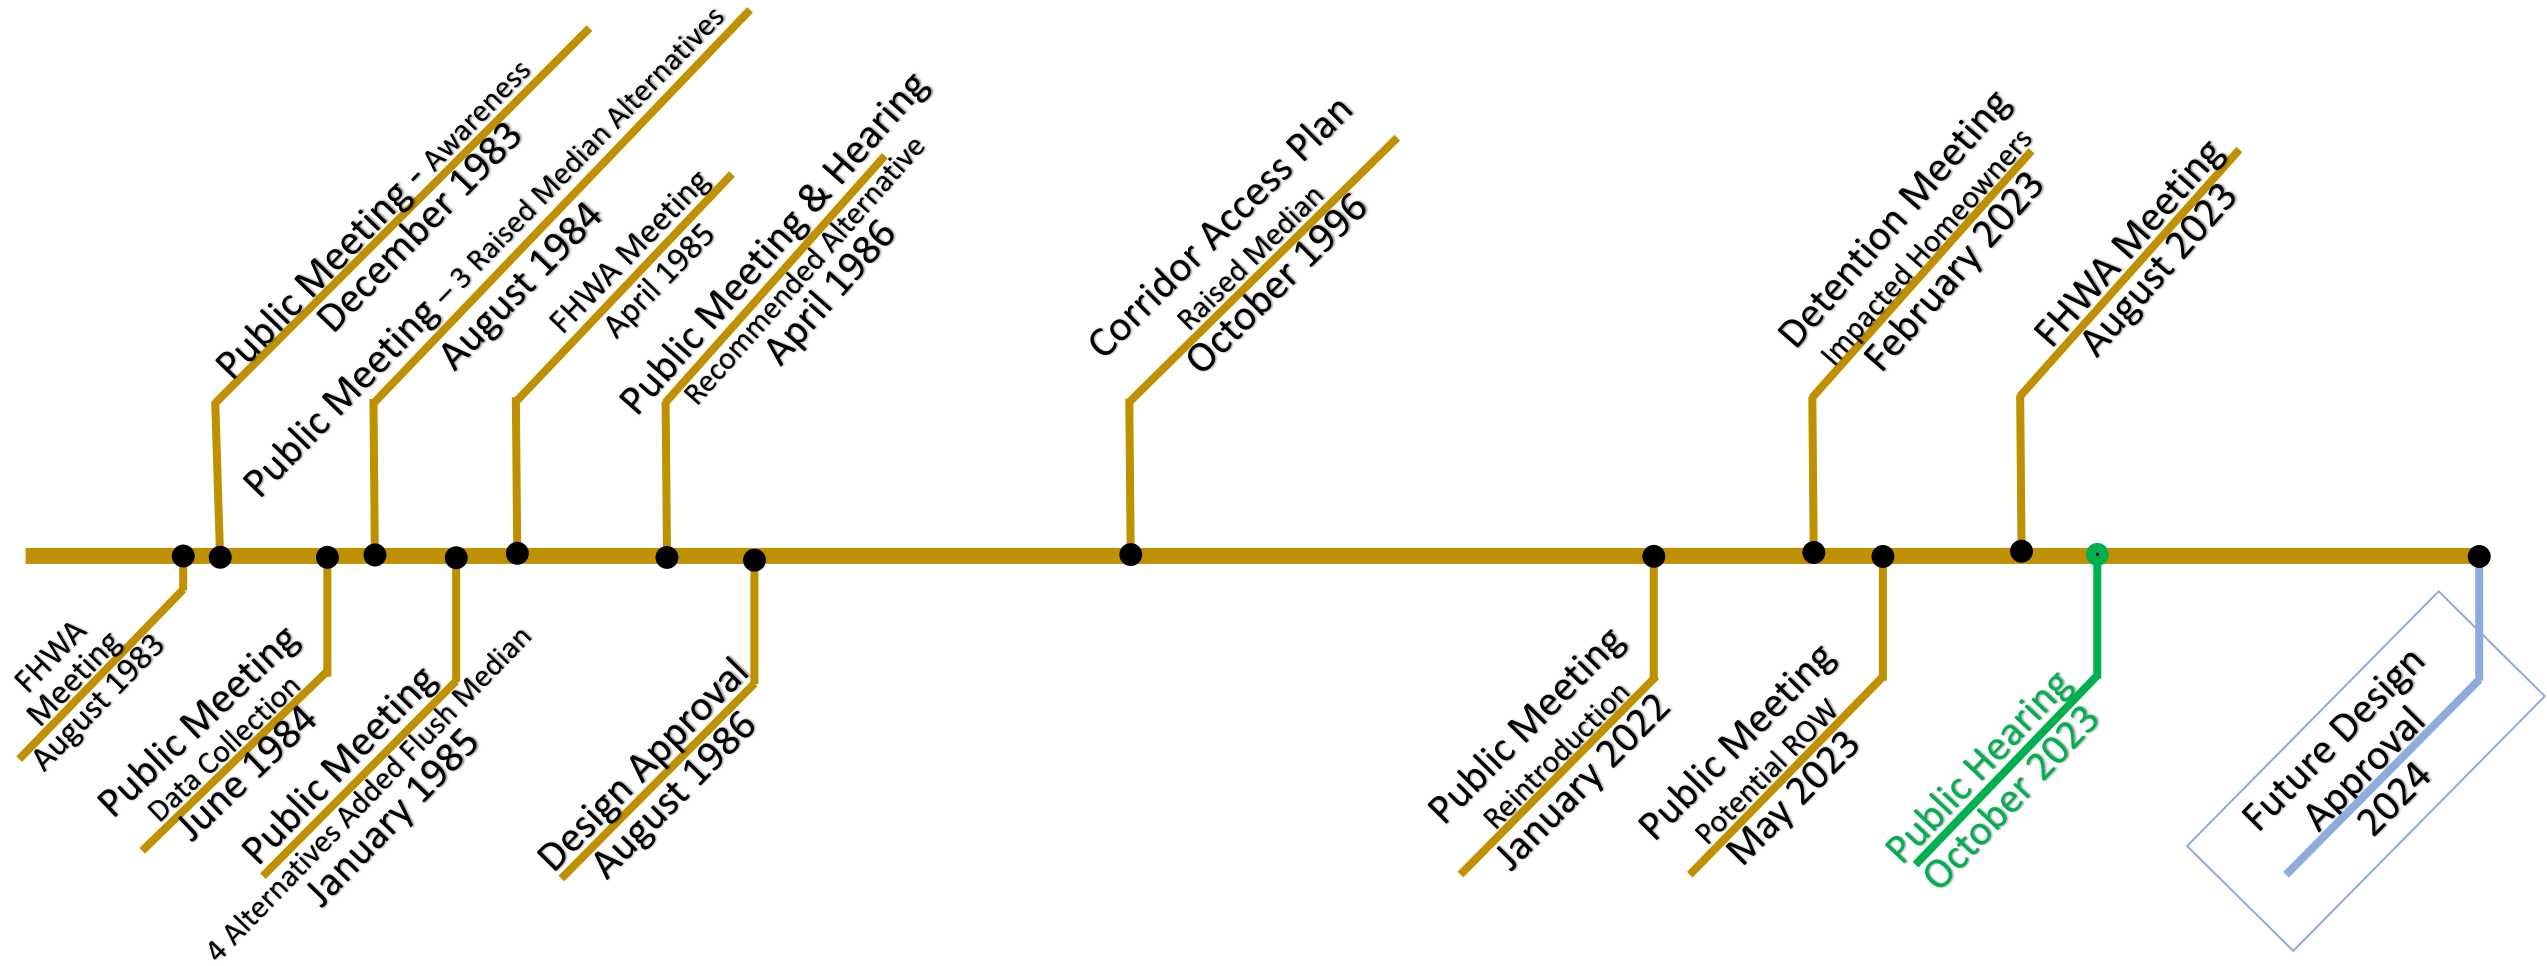 FHWA
Meeting
August 1983
Public Meeting - Awareness
December 1983
Public Meeting
Data Collection
June 1984
Public Meeting – 3 Raised Median Alternatives
August 1984
Public Meeting
4 Alternatives Added Flush Median
January 1985
FHWA Meeting
April 1985
Public Meeting & Hearing
Recommended Alternative
April 1986
Design Approval
August 1986
Corridor Access Plan
Raised Median
October 1996
Public Meeting
Reintroduction
January 2022
Detention Meeting
Impacted Homeowners
February 2023
Public Meeting
Potential ROW
May 2023
FHWA Meeting
August 2023
Public Hearing
October 2023
Future Design
Approval
2024